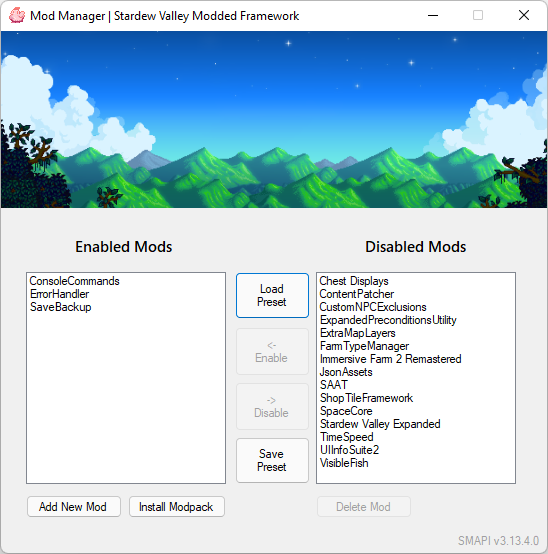 Mod Manager | Stardew Valley Modded Framework
Enabled Mods
Disabled Mods
ConsoleCommands
ErrorHandler
SaveBackup
Load
Preset
<-
Enable
->
Disable
Save
Preset
Chest Displays
ContentPatcher
CustomNPCExclusions
ExpandedPreconditionsUtility
ExtraMapLayers
FarmTypeManager
Immersive Farm 2 Remastered
JsonAssets
SAAT
ShopTileFramework
SpaceCore
Stardew Valley Expanded
TimeSpeed
UIInfoSuite2
VisibleFish
Add New Mod
Install Modpack
Delete Mod
SMAPI v3.13.4.0